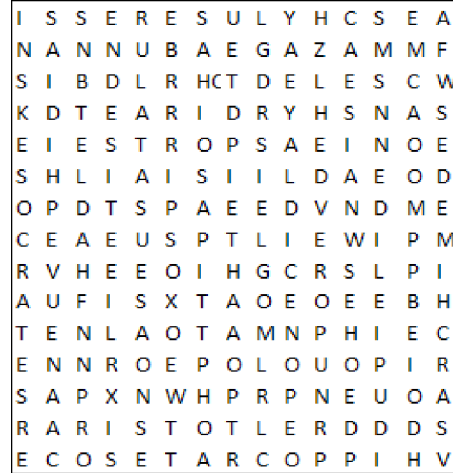 I S S E R E S U L Y H C S E A
N A N N U B A E G A Z A M M F
S I B D L R HCT D E L E S C W
K D T E A R I D R Y H S N A S
E I E S T R O P S A E I N O E
S H L I A I S I I L D A E O D
O P D T S P A E E D V N D M E
C E A E U S P T L I E W I P M
R V H E E O I H G C R S L P I
A U F I S X T A O E O E E B H
T E N L A O T A M N P H I E C
E N N R O E P O L O U O P I R
S A P X N W H P R P N E U O A
R A R I S T O T L E R D D D S
E C O S E T A R C O P P I H V